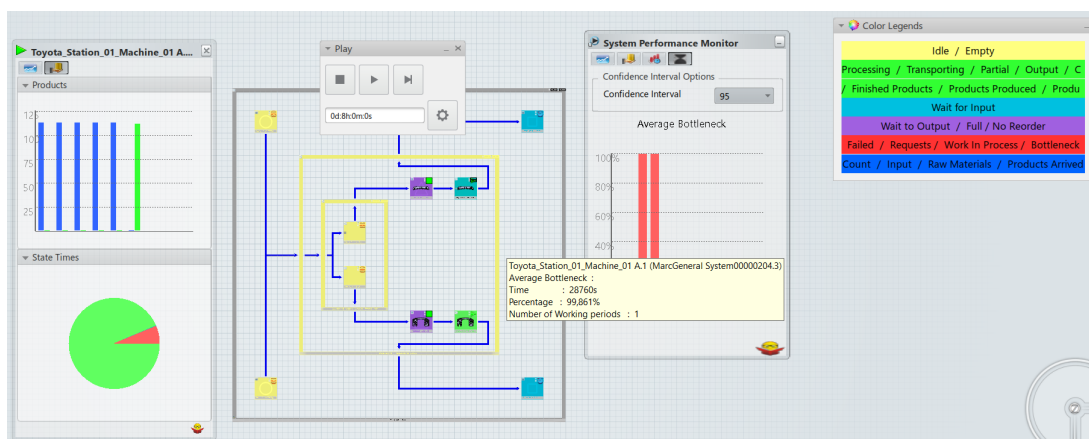 Toyota_Station_01_Machine_01 A....
Products
125
100
75
50
25
State Times
Play
0d:8h:0m:0s
System Performance Monitor
Confidence Interval Options
Confidence Interval
95
Average Bottleneck
100%
80%
60%
40%
Toyota_Station_01_Machine_01 A.1 (MarcGeneral System00000204.3)
Average Bottleneck :
Time : 28760s
Percentage : 99,861%
Number of Working periods : 1
Color Legends
Idle / Empty
Processing / Transporting / Partial / Output / C
/ Finished Products / Products Produced / Produ
Wait for Input
Wait to Output / Full / No Reorder
Failed / Requests / Work In Process / Bottleneck
Count / Input / Raw Materials / Products Arrived